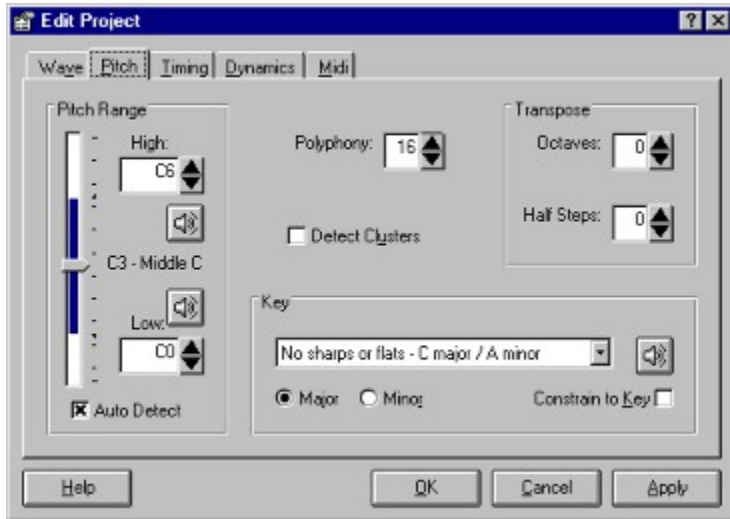 Edit Project
Wave Pitch Timing Dynamics Midi
Pitch Range
High:
C6
C3 - Middle C
Low:
C0
Auto Detect
Polyphony: 16
Detect Clusters
Transpose
Octaves: 0
Half Steps: 0
Key
No sharps or flats - C major / A minor
Major Minor Constrain to Key
Help OK Cancel Apply